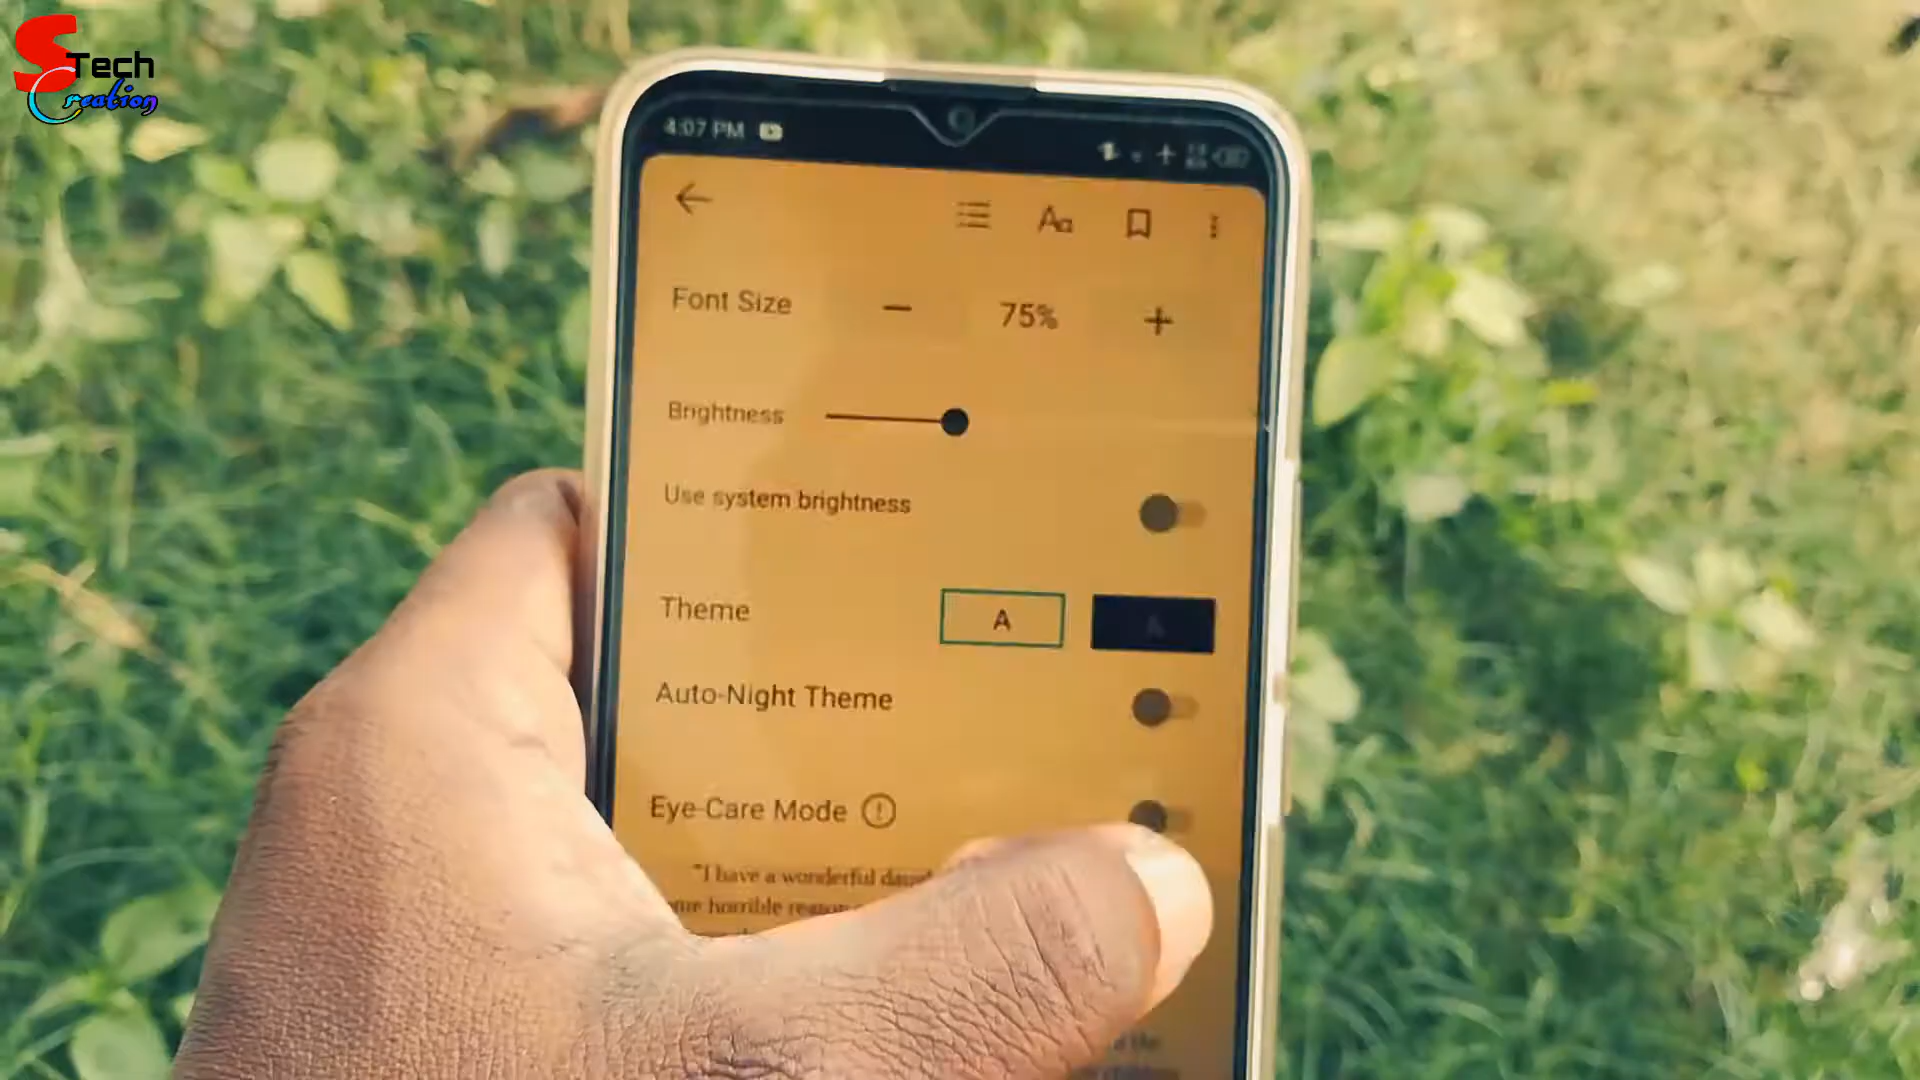 S Tech
Creation
4:07 PM
Aa
Font Size − 75% +
Brightness
Use system brightness
Theme A A
Auto-Night Theme
Eye-Care Mode
"I have a wonderful
horrible